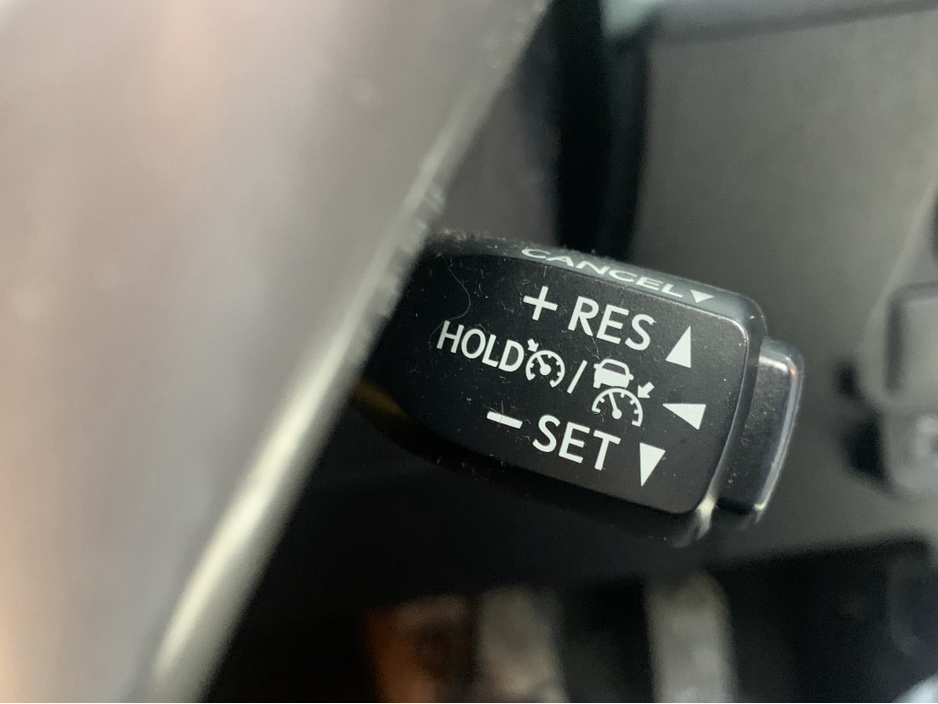 CANCEL
+ RES
HOLD /
− SET